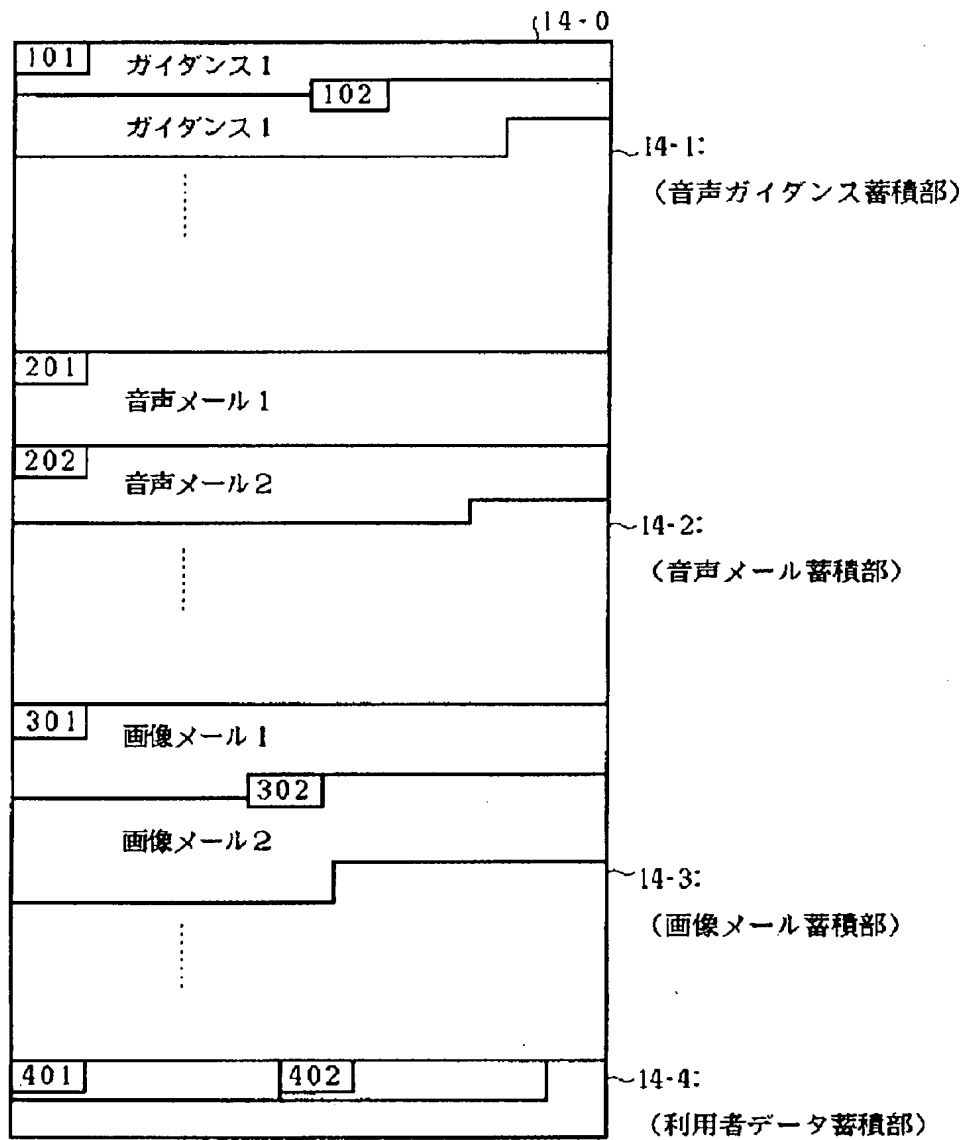 14-0
101
ガイダンス1
102
ガイダンス1
14-1:
(音声ガイダンス蓄積部)
201
音声メール1
202
音声メール2
14-2:
(音声メール蓄積部)
301
画像メール1
302
画像メール2
14-3:
(画像メール蓄積部)
401
402
14-4:
(利用者データ蓄積部)